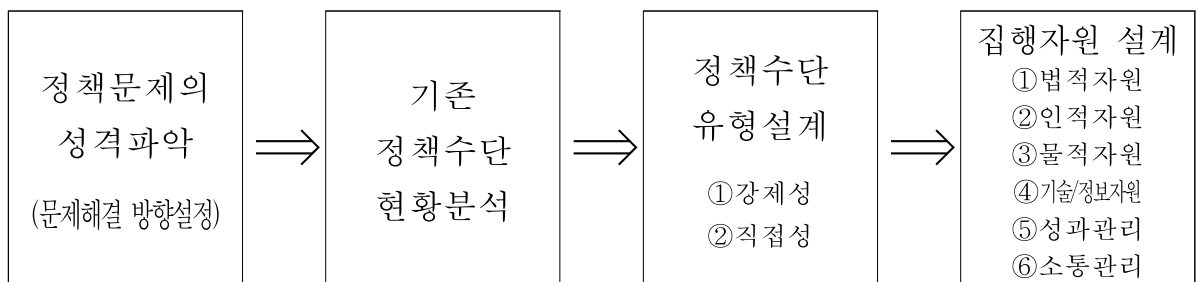 정책문제의
성격파악
(문제해결 방향설정)
기존
정책수단
현황분석
정책수단
유형설계
①강제성
②직접성
집행자원 설계
①법적자원
②인적자원
③물적자원
④기술/정보자원
⑤성과관리
⑥소통관리